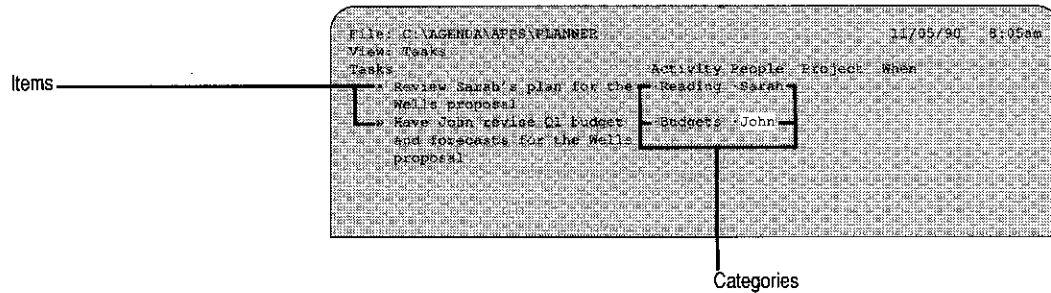 File: C:\AGENDA\APPS\PLANNER 11/05/90 8:05am
View: Tasks
Tasks Activity People Project When
Items
• Review Sarah's plan for the ·Reading ·Sarah
Wells proposal
• Have John revise Q1 budget ·Budgets ·John
and forecasts for the Wells
proposal
Categories